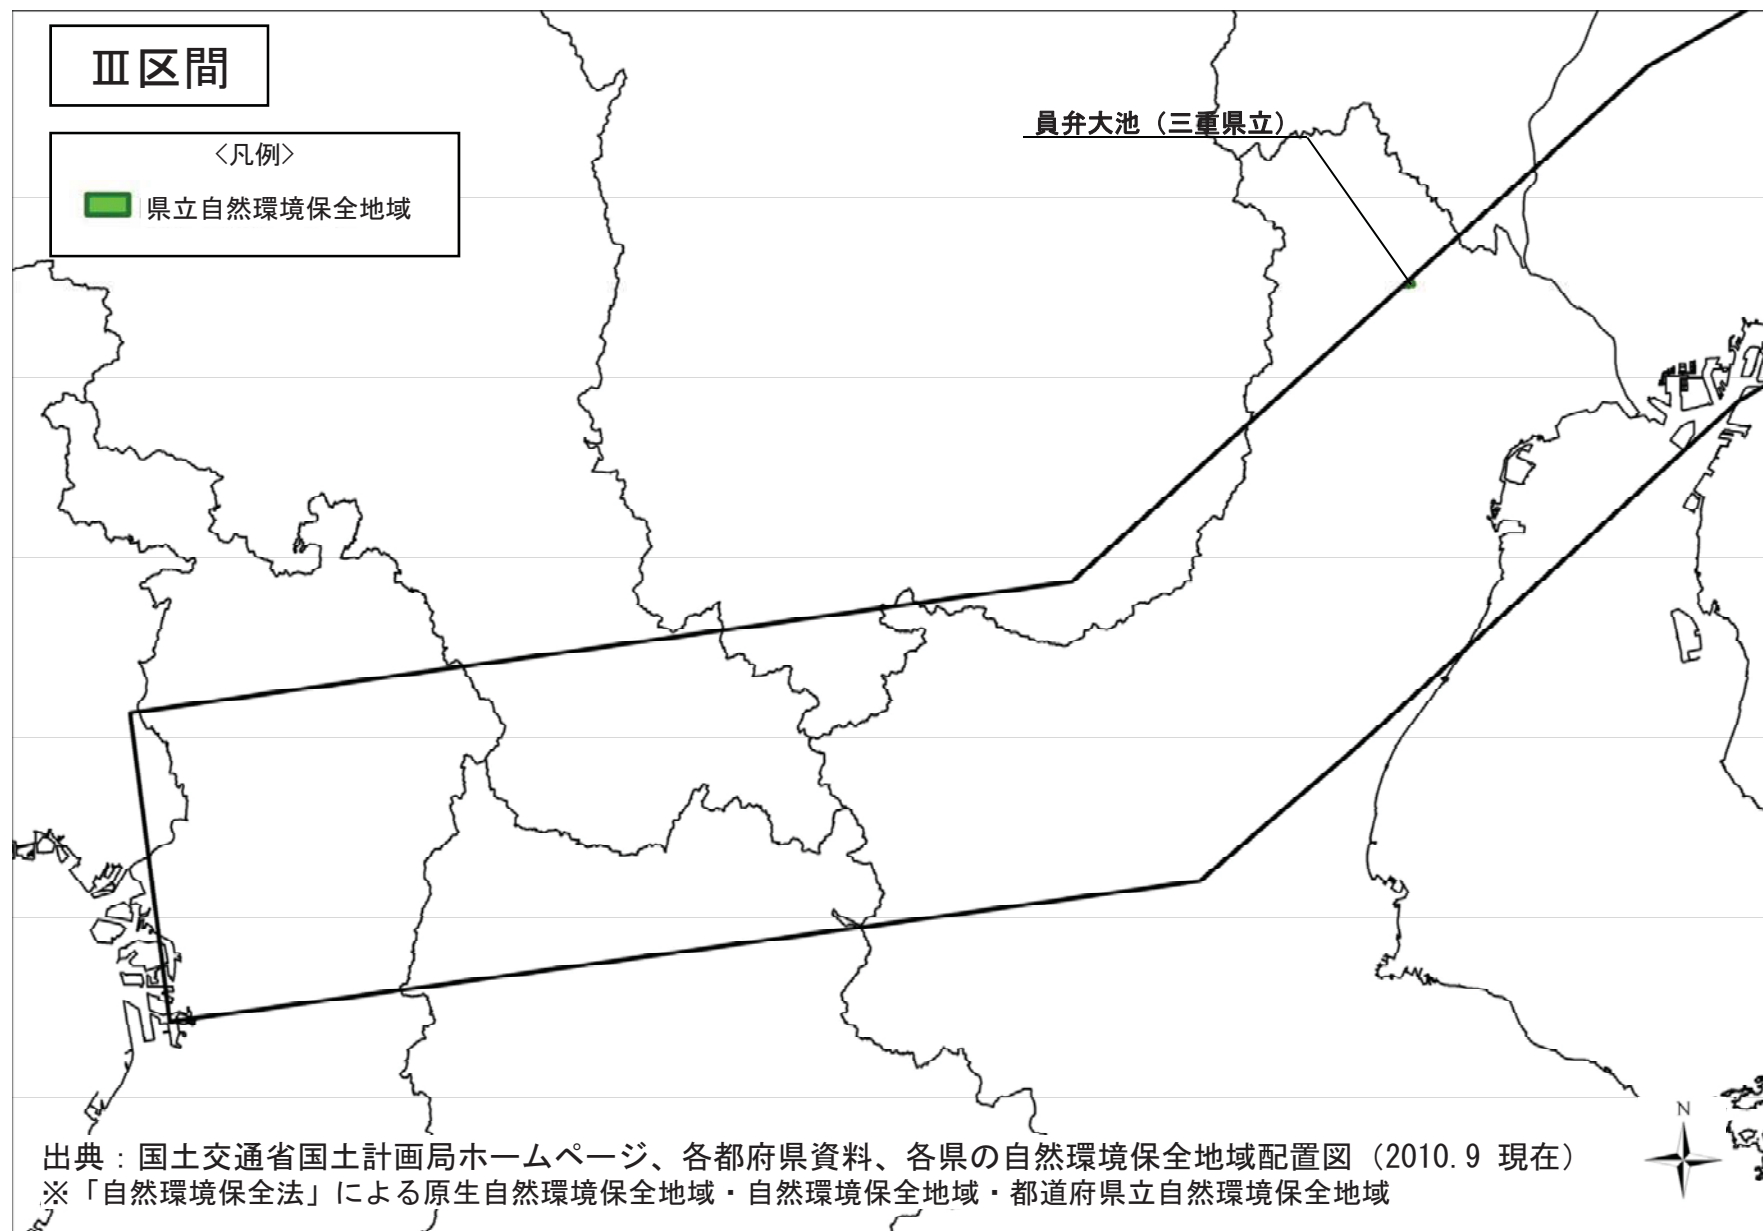 Ⅲ区間
<凡例>
県立自然環境保全地域
員弁大池（三重県立）
N
出典：国土交通省国土計画局ホームページ、各都府県資料、各県の自然環境保全地域配置図（2010.9 現在）
※「自然環境保全法」による原生自然環境保全地域・自然環境保全地域・都道府県立自然環境保全地域